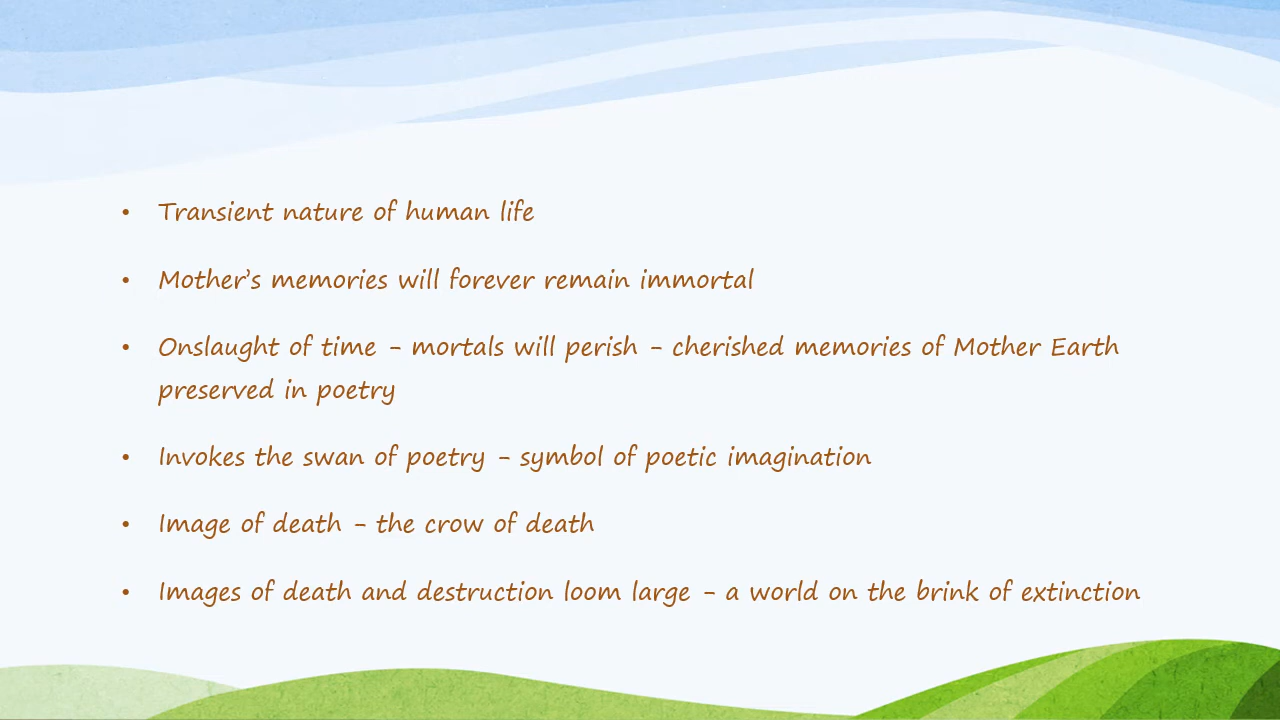 • Transient nature of human life
• Mother’s memories will forever remain immortal
• Onslaught of time – mortals will perish – cherished memories of Mother Earth
preserved in poetry
• Invokes the swan of poetry – symbol of poetic imagination
• Image of death – the crow of death
• Images of death and destruction loom large – a world on the brink of extinction